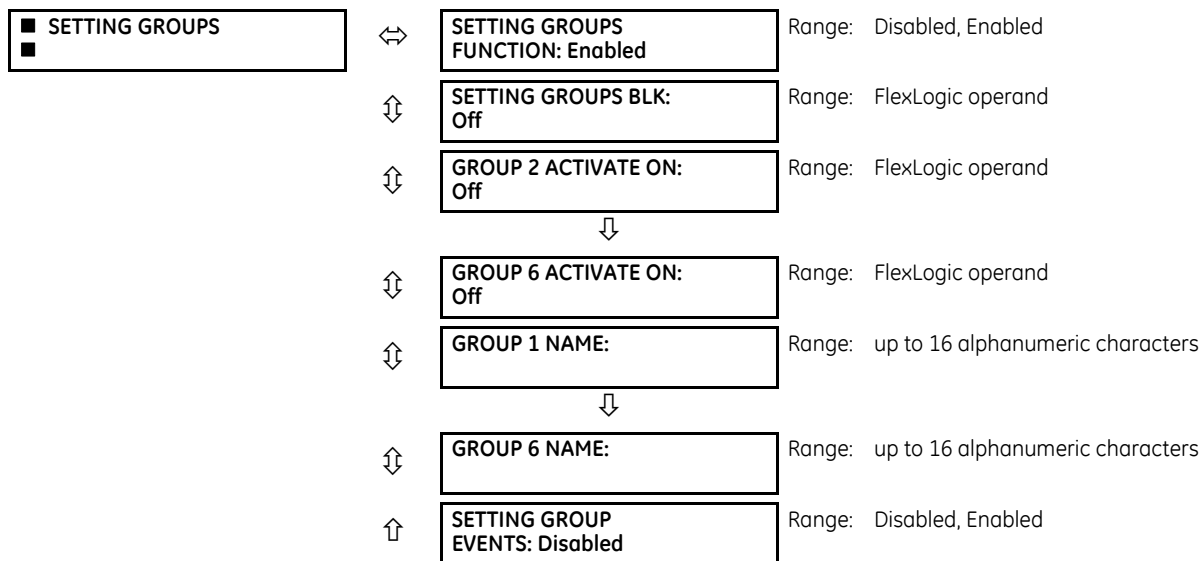 ■ SETTING GROUPS
■
SETTING GROUPS
FUNCTION: Enabled
Range: Disabled, Enabled
SETTING GROUPS BLK:
Off
Range: FlexLogic operand
GROUP 2 ACTIVATE ON:
Off
Range: FlexLogic operand
GROUP 6 ACTIVATE ON:
Off
Range: FlexLogic operand
GROUP 1 NAME:
Range: up to 16 alphanumeric characters
GROUP 6 NAME:
Range: up to 16 alphanumeric characters
SETTING GROUP
EVENTS: Disabled
Range: Disabled, Enabled